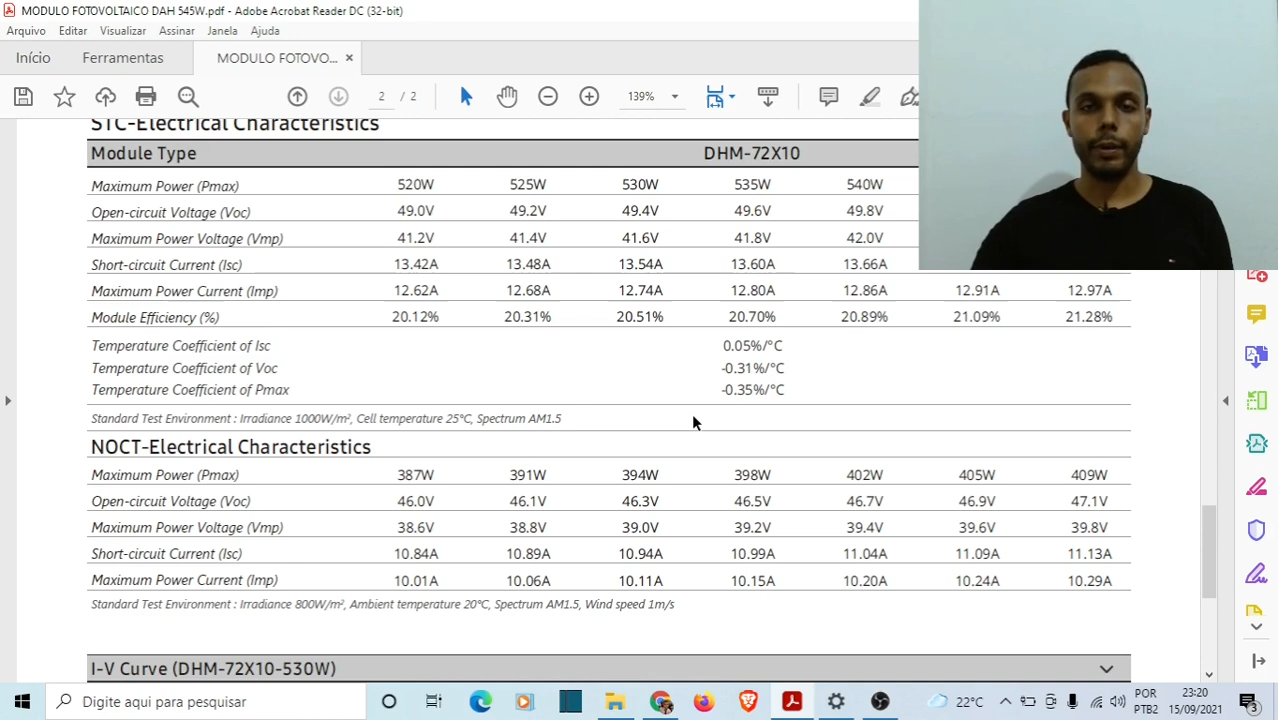 MODULO FOTOVOLTAICO DAH 545W.pdf - Adobe Acrobat Reader DC (32-bit)
Arquivo Editar Visualizar Assinar Janela Ajuda
Início Ferramentas MODULO FOTOVO... ×
2 / 2 139%
STC-Electrical Characteristics
Module Type DHM-72X10
Maximum Power (Pmax) 520W 525W 530W 535W 540W
Open-circuit Voltage (Voc) 49.0V 49.2V 49.4V 49.6V 49.8V
Maximum Power Voltage (Vmp) 41.2V 41.4V 41.6V 41.8V 42.0V
Short-circuit Current (Isc) 13.42A 13.48A 13.54A 13.60A 13.66A
Maximum Power Current (Imp) 12.62A 12.68A 12.74A 12.80A 12.86A 12.91A 12.97A
Module Efficiency (%) 20.12% 20.31% 20.51% 20.70% 20.89% 21.09% 21.28%
Temperature Coefficient of Isc 0.05%/°C
Temperature Coefficient of Voc -0.31%/°C
Temperature Coefficient of Pmax -0.35%/°C
Standard Test Environment : Irradiance 1000W/m², Cell temperature 25°C, Spectrum AM1.5
NOCT-Electrical Characteristics
Maximum Power (Pmax) 387W 391W 394W 398W 402W 405W 409W
Open-circuit Voltage (Voc) 46.0V 46.1V 46.3V 46.5V 46.7V 46.9V 47.1V
Maximum Power Voltage (Vmp) 38.6V 38.8V 39.0V 39.2V 39.4V 39.6V 39.8V
Short-circuit Current (Isc) 10.84A 10.89A 10.94A 10.99A 11.04A 11.09A 11.13A
Maximum Power Current (Imp) 10.01A 10.06A 10.11A 10.15A 10.20A 10.24A 10.29A
Standard Test Environment : Irradiance 800W/m², Ambient temperature 20°C, Spectrum AM1.5, Wind speed 1m/s
I-V Curve (DHM-72X10-530W)
Digite aqui para pesquisar 22°C POR 23:20
PTB2 15/09/2021 3